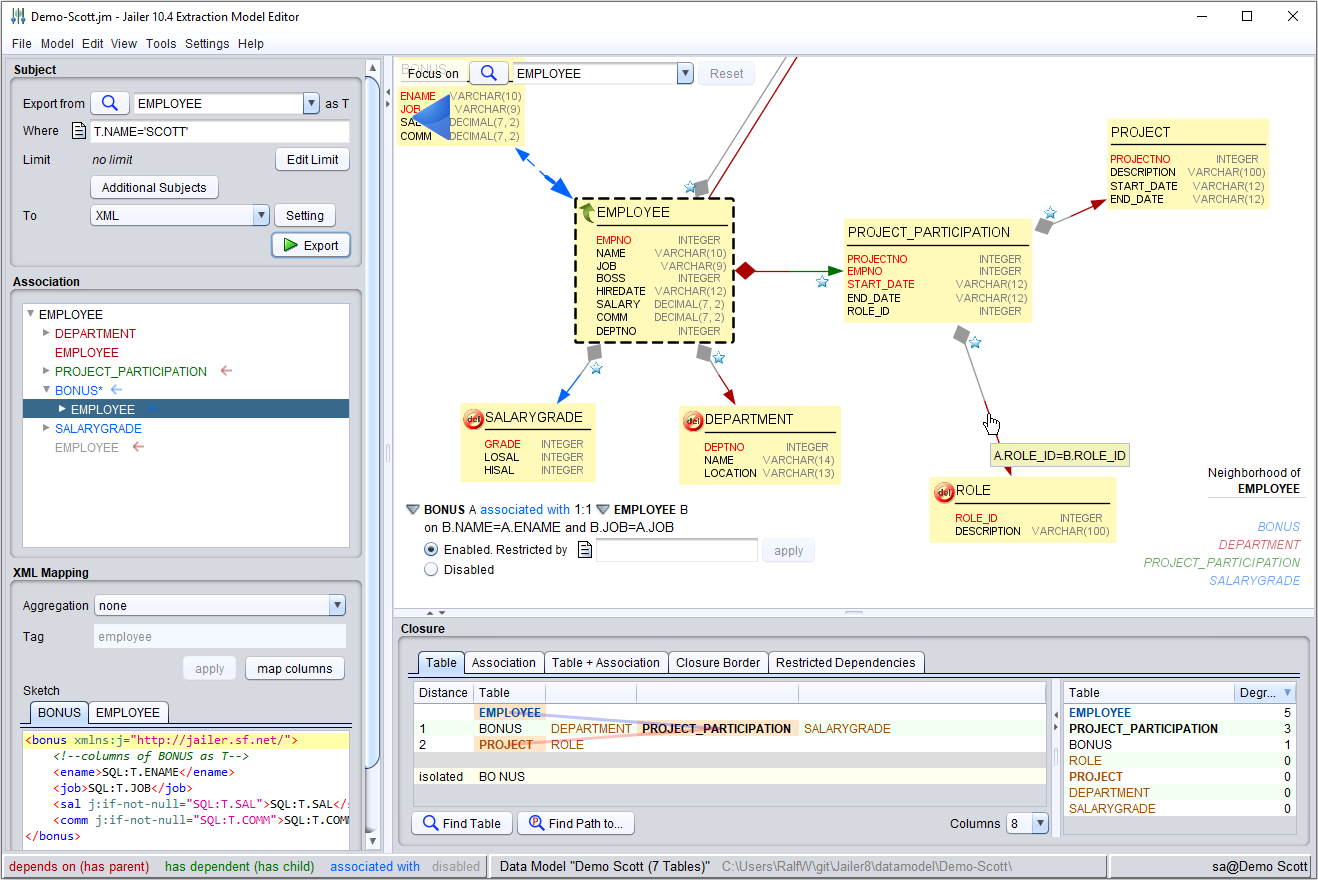 Demo-Scott.jm - Jailer 10.4 Extraction Model Editor
File Model Edit View Tools Settings Help
Subject
Export from EMPLOYEE as T
Where T.NAME='SCOTT'
Limit no limit Edit Limit
Additional Subjects
To XML Setting
Export
Association
EMPLOYEE
DEPARTMENT
EMPLOYEE
PROJECT_PARTICIPATION
BONUS*
EMPLOYEE
SALARYGRADE
EMPLOYEE
XML Mapping
Aggregation none
Tag employee
apply map columns
Sketch
BONUS EMPLOYEE
<bonus xmlns:j="http://jailer.sf.net/">
<!--columns of BONUS as T-->
<ename>SQL:T.ENAME</ename>
<job>SQL:T.JOB</job>
<sal j:if-not-null="SQL:T.SAL">SQL:T.SAL</s
<comm j:if-not-null="SQL:T.COMM">SQL:T.COMM
</bonus>
BONUS
Focus on EMPLOYEE Reset
ENAME VARCHAR(10)
JOB VARCHAR(9)
SAL DECIMAL(7, 2)
COMM DECIMAL(7, 2)
EMPLOYEE
EMPNO INTEGER
NAME VARCHAR(10)
JOB VARCHAR(9)
BOSS INTEGER
HIREDATE VARCHAR(12)
SALARY DECIMAL(7, 2)
COMM DECIMAL(7, 2)
DEPTNO INTEGER
PROJECT
PROJECTNO INTEGER
DESCRIPTION VARCHAR(100)
START_DATE VARCHAR(12)
END_DATE VARCHAR(12)
PROJECT_PARTICIPATION
PROJECTNO INTEGER
EMPNO INTEGER
START_DATE VARCHAR(12)
END_DATE VARCHAR(12)
ROLE_ID INTEGER
del SALARYGRADE
GRADE INTEGER
LOSAL INTEGER
HISAL INTEGER
del DEPARTMENT
DEPTNO INTEGER
NAME VARCHAR(14)
LOCATION VARCHAR(13)
A.ROLE_ID=B.ROLE_ID
del ROLE
ROLE_ID INTEGER
DESCRIPTION VARCHAR(100)
Neighborhood of
EMPLOYEE
BONUS
DEPARTMENT
PROJECT_PARTICIPATION
SALARYGRADE
BONUS A associated with 1:1 EMPLOYEE B
on B.NAME=A.ENAME and B.JOB=A.JOB
Enabled. Restricted by apply
Disabled
Closure
Table Association Table + Association Closure Border Restricted Dependencies
Distance Table
EMPLOYEE
1 BONUS DEPARTMENT PROJECT_PARTICIPATION SALARYGRADE
2 PROJECT ROLE
isolated BO NUS
Find Table Find Path to... Columns 8
Table Degr...
EMPLOYEE 5
PROJECT_PARTICIPATION 3
BONUS 1
ROLE 0
PROJECT 0
DEPARTMENT 0
SALARYGRADE 0
depends on (has parent) has dependent (has child) associated with disabled Data Model "Demo Scott (7 Tables)" C:\Users\RalfW\git\Jailer8\datamodel\Demo-Scott\ sa@Demo Scott